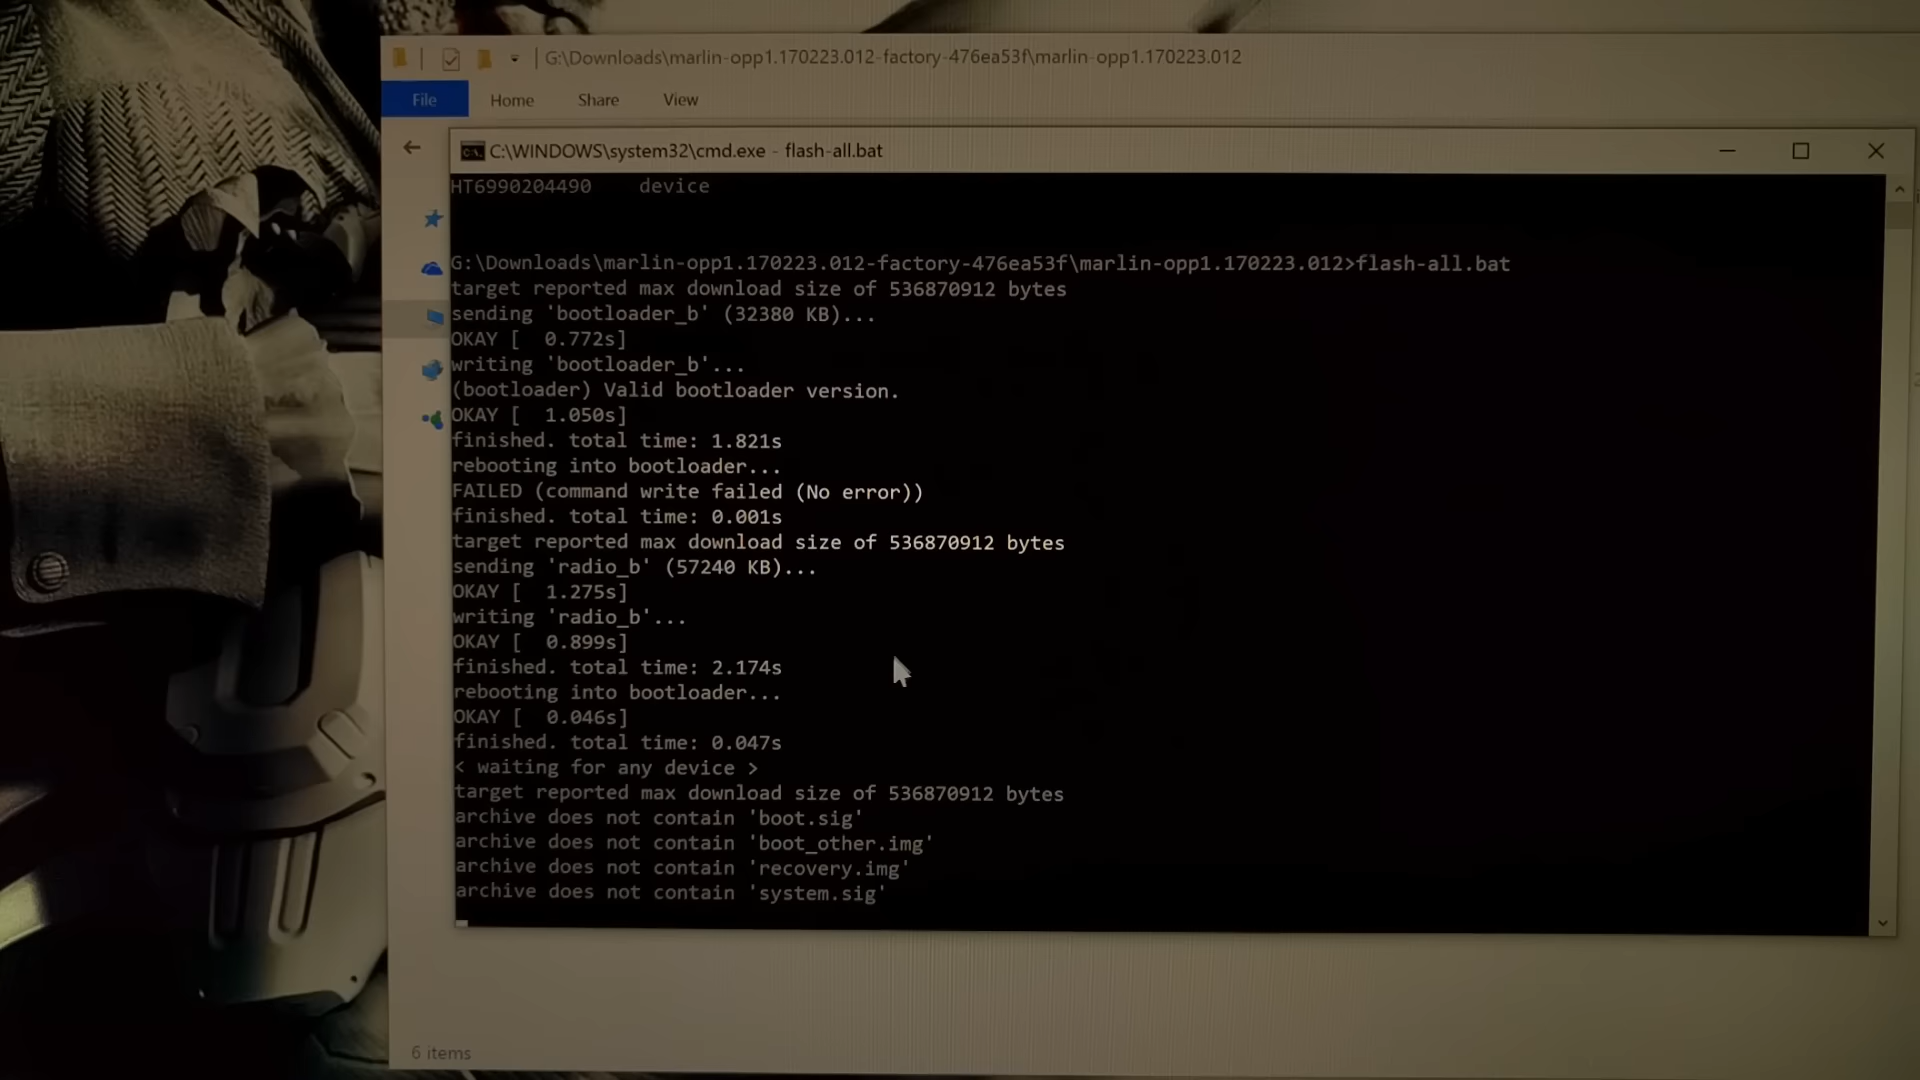 G:\Downloads\marlin-opp1.170223.012-factory-476ea53f\marlin-opp1.170223.012
File Home Share View
C:\WINDOWS\system32\cmd.exe - flash-all.bat
HT6990204490 device
G:\Downloads\marlin-opp1.170223.012-factory-476ea53f\marlin-opp1.170223.012>flash-all.bat
target reported max download size of 536870912 bytes
sending 'bootloader_b' (32380 KB)...
OKAY [ 0.772s]
writing 'bootloader_b'...
(bootloader) Valid bootloader version.
OKAY [ 1.050s]
finished. total time: 1.821s
rebooting into bootloader...
FAILED (command write failed (No error))
finished. total time: 0.001s
target reported max download size of 536870912 bytes
sending 'radio_b' (57240 KB)...
OKAY [ 1.275s]
writing 'radio_b'...
OKAY [ 0.899s]
finished. total time: 2.174s
rebooting into bootloader...
OKAY [ 0.046s]
finished. total time: 0.047s
< waiting for any device >
target reported max download size of 536870912 bytes
archive does not contain 'boot.sig'
archive does not contain 'boot_other.img'
archive does not contain 'recovery.img'
archive does not contain 'system.sig'
6 items